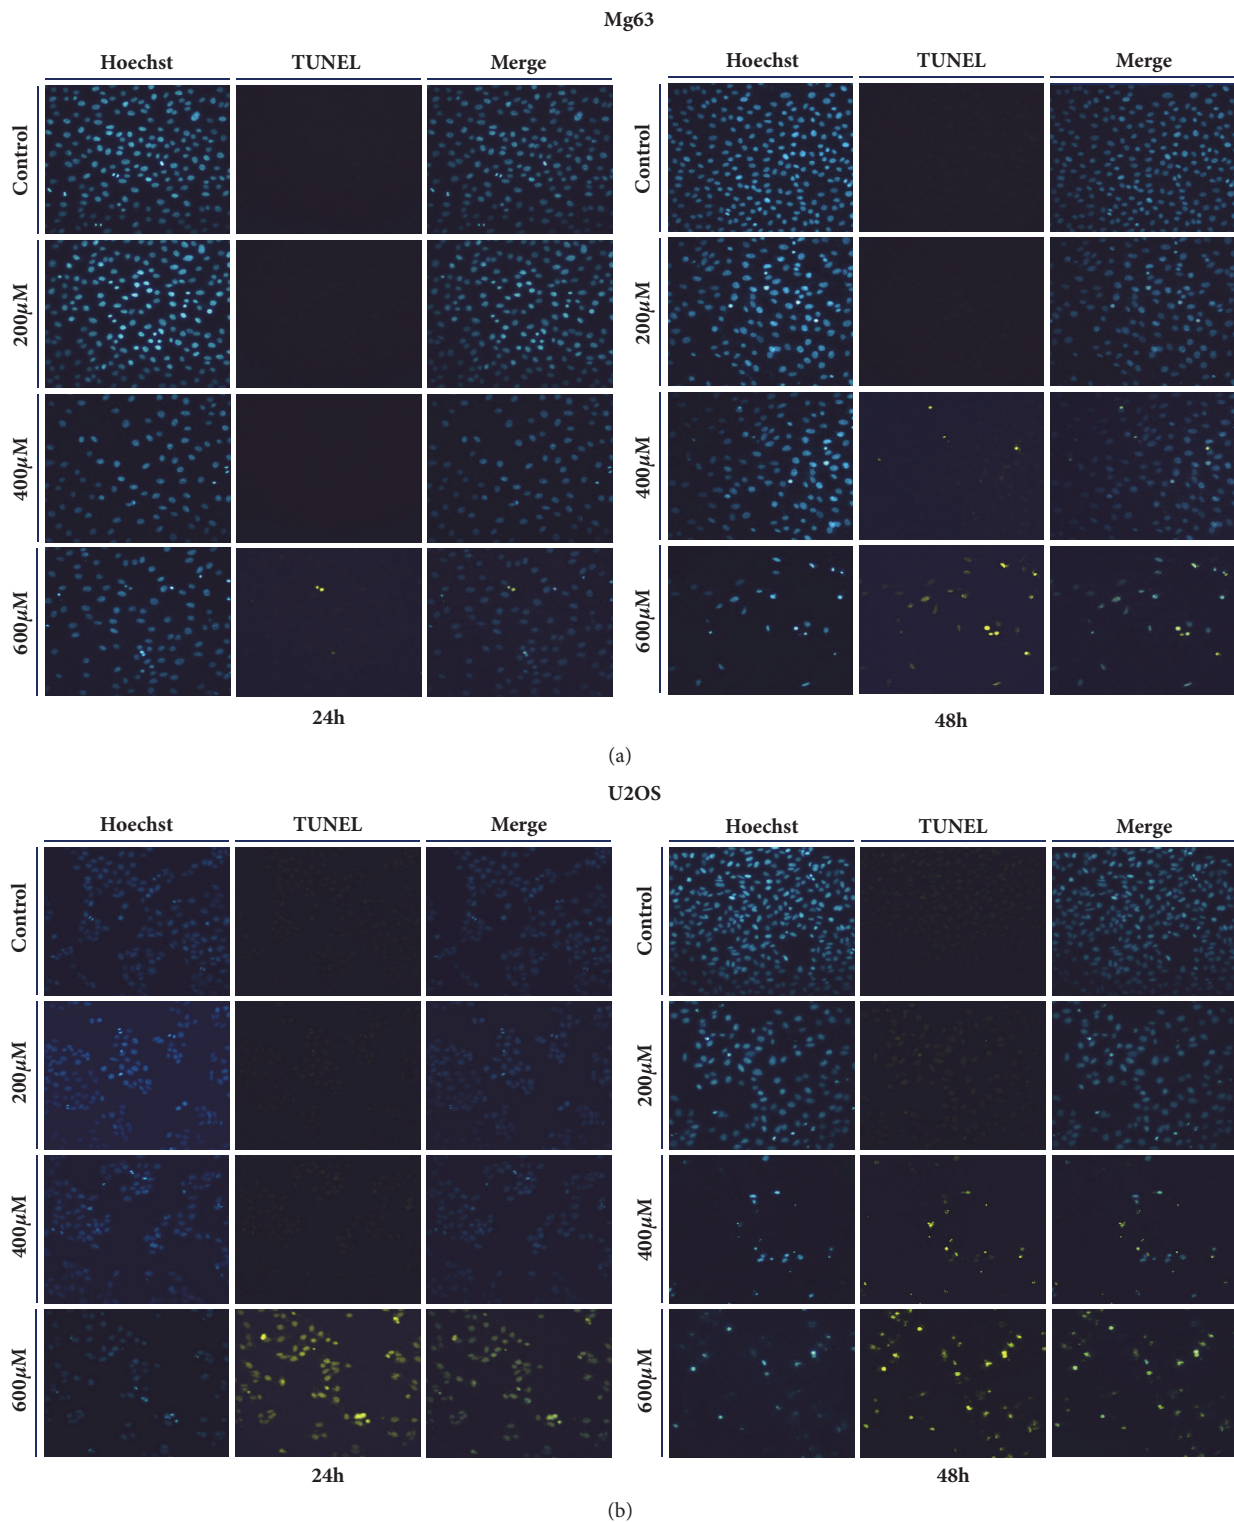 Mg63
Hoechst TUNEL Merge Hoechst TUNEL Merge
Control Control
200μM 200μM
400μM 400μM
600μM 600μM
24h 48h
(a)
U2OS
Hoechst TUNEL Merge Hoechst TUNEL Merge
Control Control
200μM 200μM
400μM 400μM
600μM 600μM
24h 48h
(b)